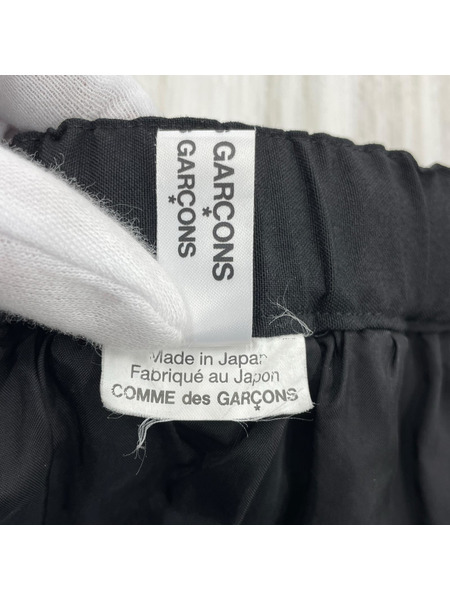 GARÇONS
*
GARÇONS
*
Made in Japan
Fabriqué au Japon
COMME des GARÇONS